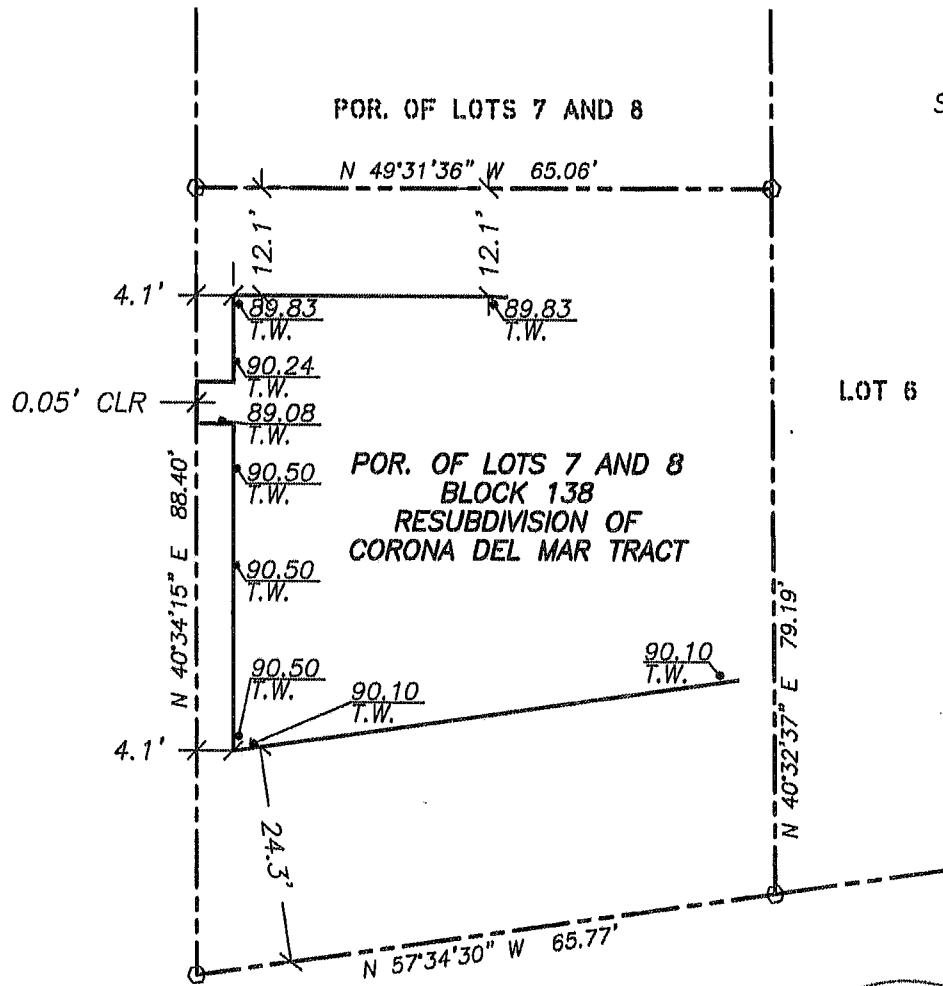 POR. OF LOTS 7 AND 8
S
N 49°31'36" W 65.06'
12.1'
12.1'
4.1'
89.83
T.W.
89.83
T.W.
90.24
T.W.
0.05' CLR
89.08
T.W.
LOT 6
90.50
T.W.
POR. OF LOTS 7 AND 8
BLOCK 138
RESUBDIVISION OF
CORONA DEL MAR TRACT
N 40°34'15" E 88.40'
90.50
T.W.
N 40°32'37" E 79.19'
90.50
T.W.
90.10
T.W.
90.10
T.W.
4.1'
24.3'
N 57°34'30" W 65.77'